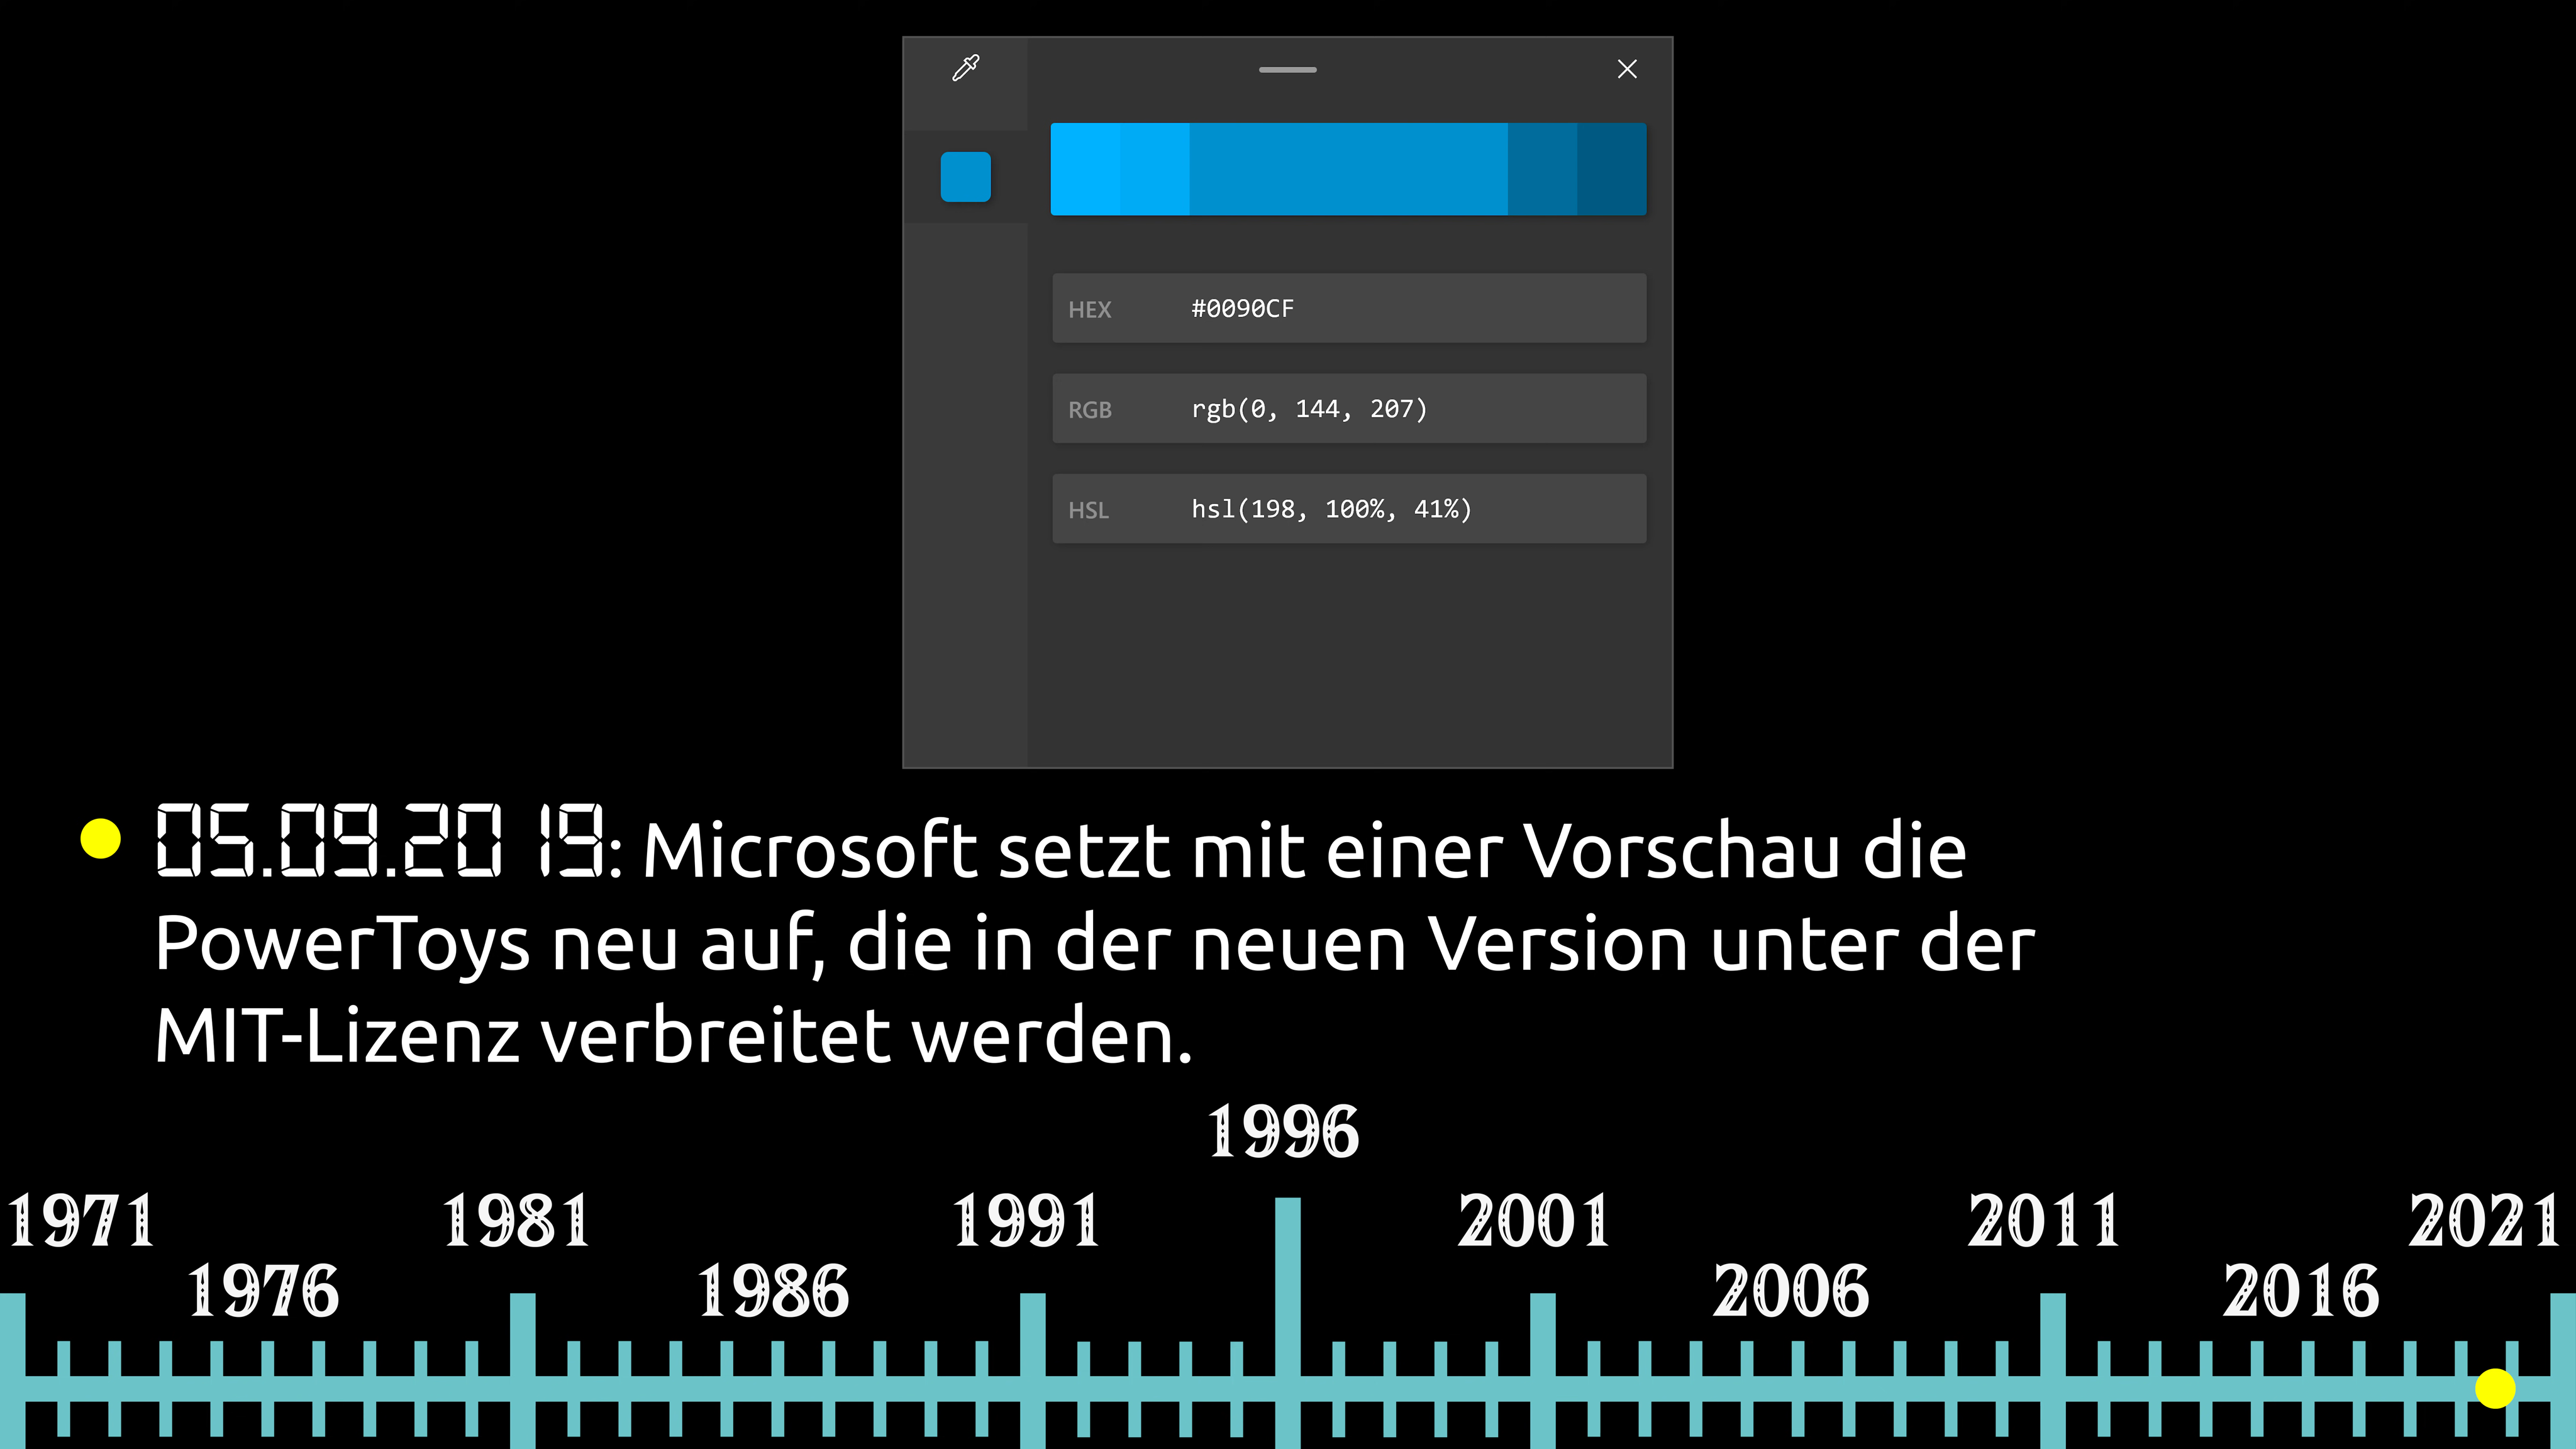 HEX #0090CF
RGB rgb(0, 144, 207)
HSL hsl(198, 100%, 41%)
05.09.2019: Microsoft setzt mit einer Vorschau die
PowerToys neu auf, die in der neuen Version unter der
MIT-Lizenz verbreitet werden.
1996
1971 1981 1991 2001 2011 2021
1976 1986 2006 2016